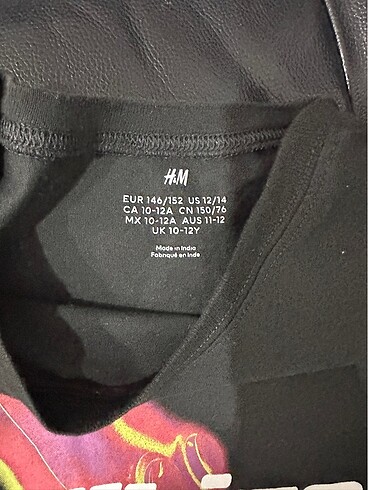 H&M
EUR 146/152 US 12/14
CA 10-12A CN 150/76
MX 10-12A AUS 11-12
UK 10-12Y
Made in India
Fabriqué en Inde